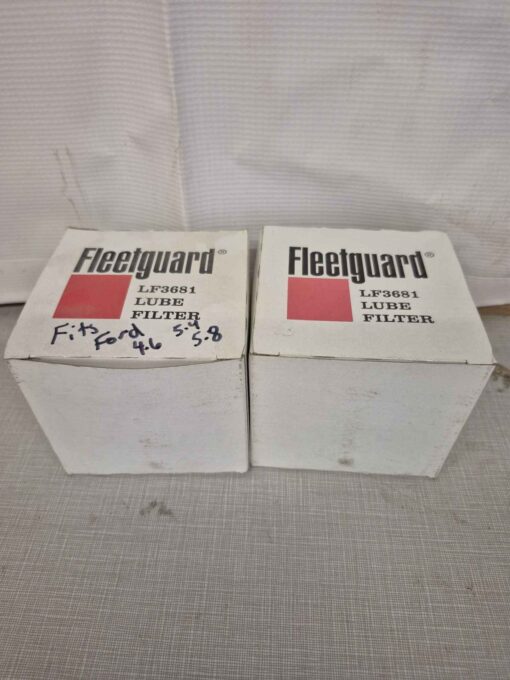 Fleetguard®
LF3681
LUBE
FILTER
Fits Ford 4.6 5.4 5.8
Fleetguard®
LF3681
LUBE
FILTER